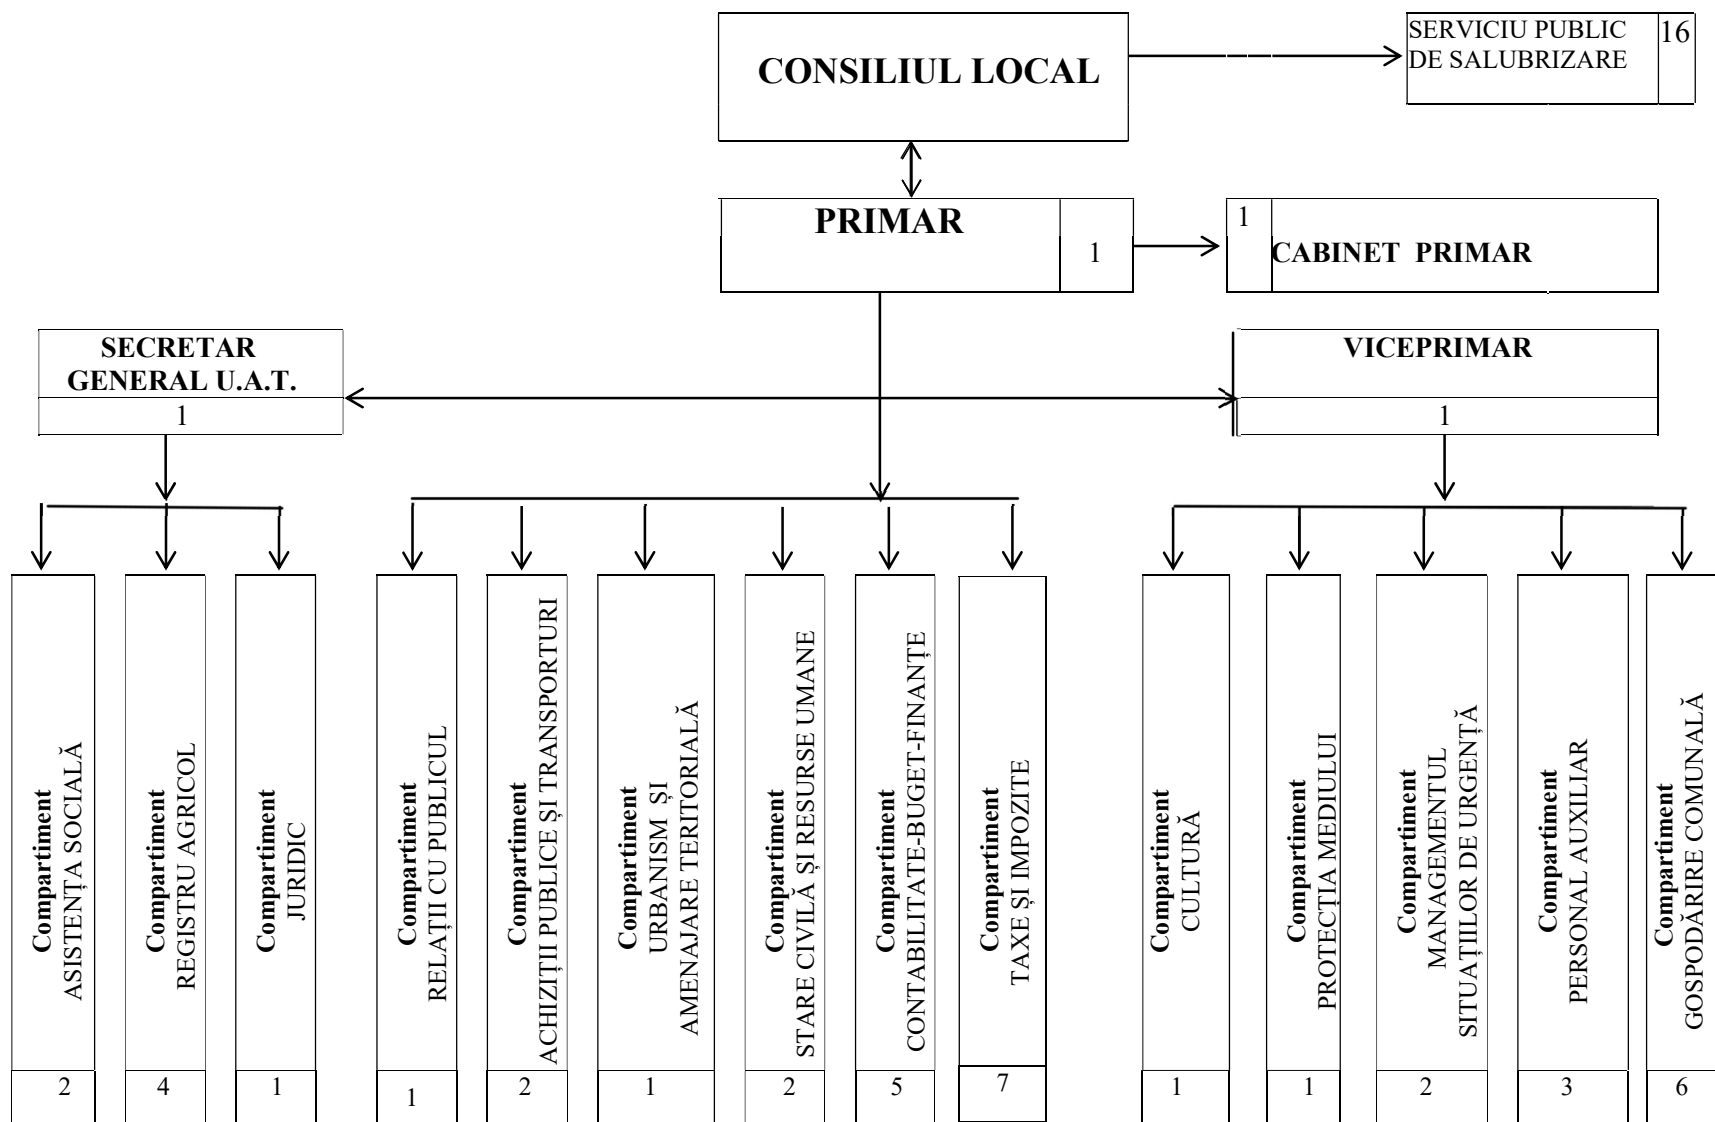 CONSILIUL LOCAL
SERVICIU PUBLIC
DE SALUBRIZARE
16
PRIMAR
1
1
CABINET PRIMAR
SECRETAR
GENERAL U.A.T.
1
VICEPRIMAR
1
Compartiment
ASISTENȚA SOCIALĂ
2
Compartiment
REGISTRU AGRICOL
4
Compartiment
JURIDIC
1
Compartiment
RELAȚII CU PUBLICUL
1
Compartiment
ACHIZIȚII PUBLICE ȘI TRANSPORTURI
2
Compartiment
URBANISM ȘI
AMENAJARE TERITORIALĂ
1
Compartiment
STARE CIVILĂ ȘI RESURSE UMANE
2
Compartiment
CONTABILITATE-BUGET-FINANȚE
5
Compartiment
TAXE ȘI IMPOZITE
7
Compartiment
CULTURĂ
1
Compartiment
PROTECȚIA MEDIULUI
1
Compartiment
MANAGEMENTUL
SITUAȚIILOR DE URGENȚĂ
2
Compartiment
PERSONAL AUXILIAR
3
Compartiment
GOSPODĂRIRE COMUNALĂ
6